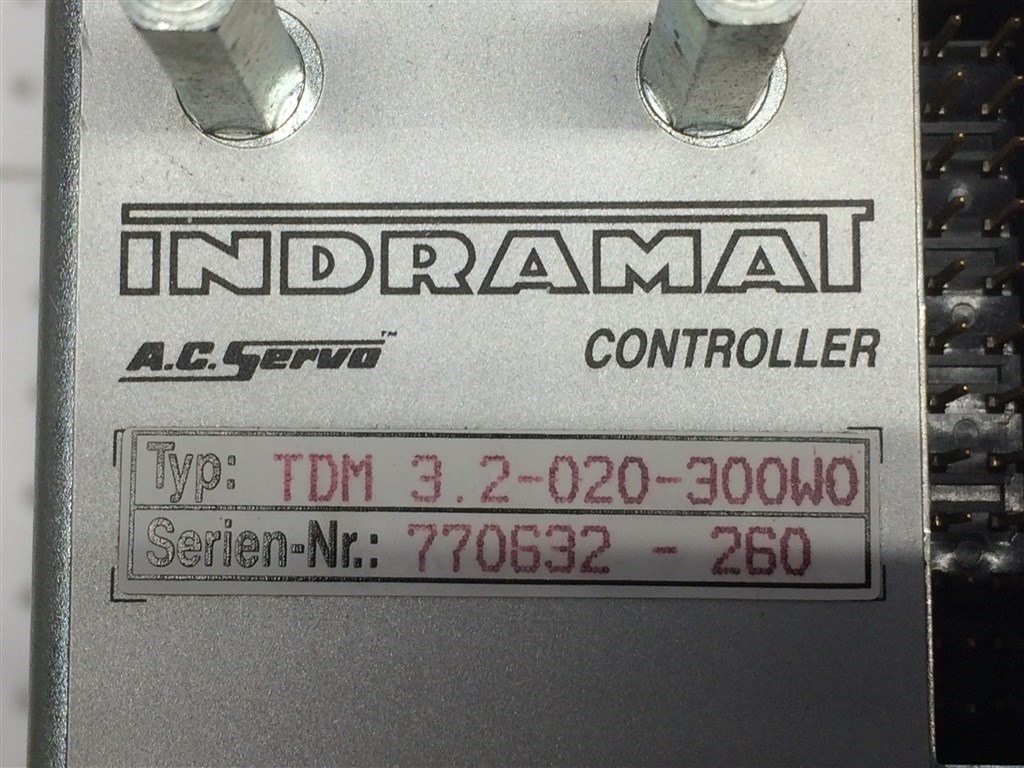 INDRAMAT
A.C. Servo™ CONTROLLER
Typ: TDM 3.2-020-300W0
Serien-Nr.: 770632 - 260